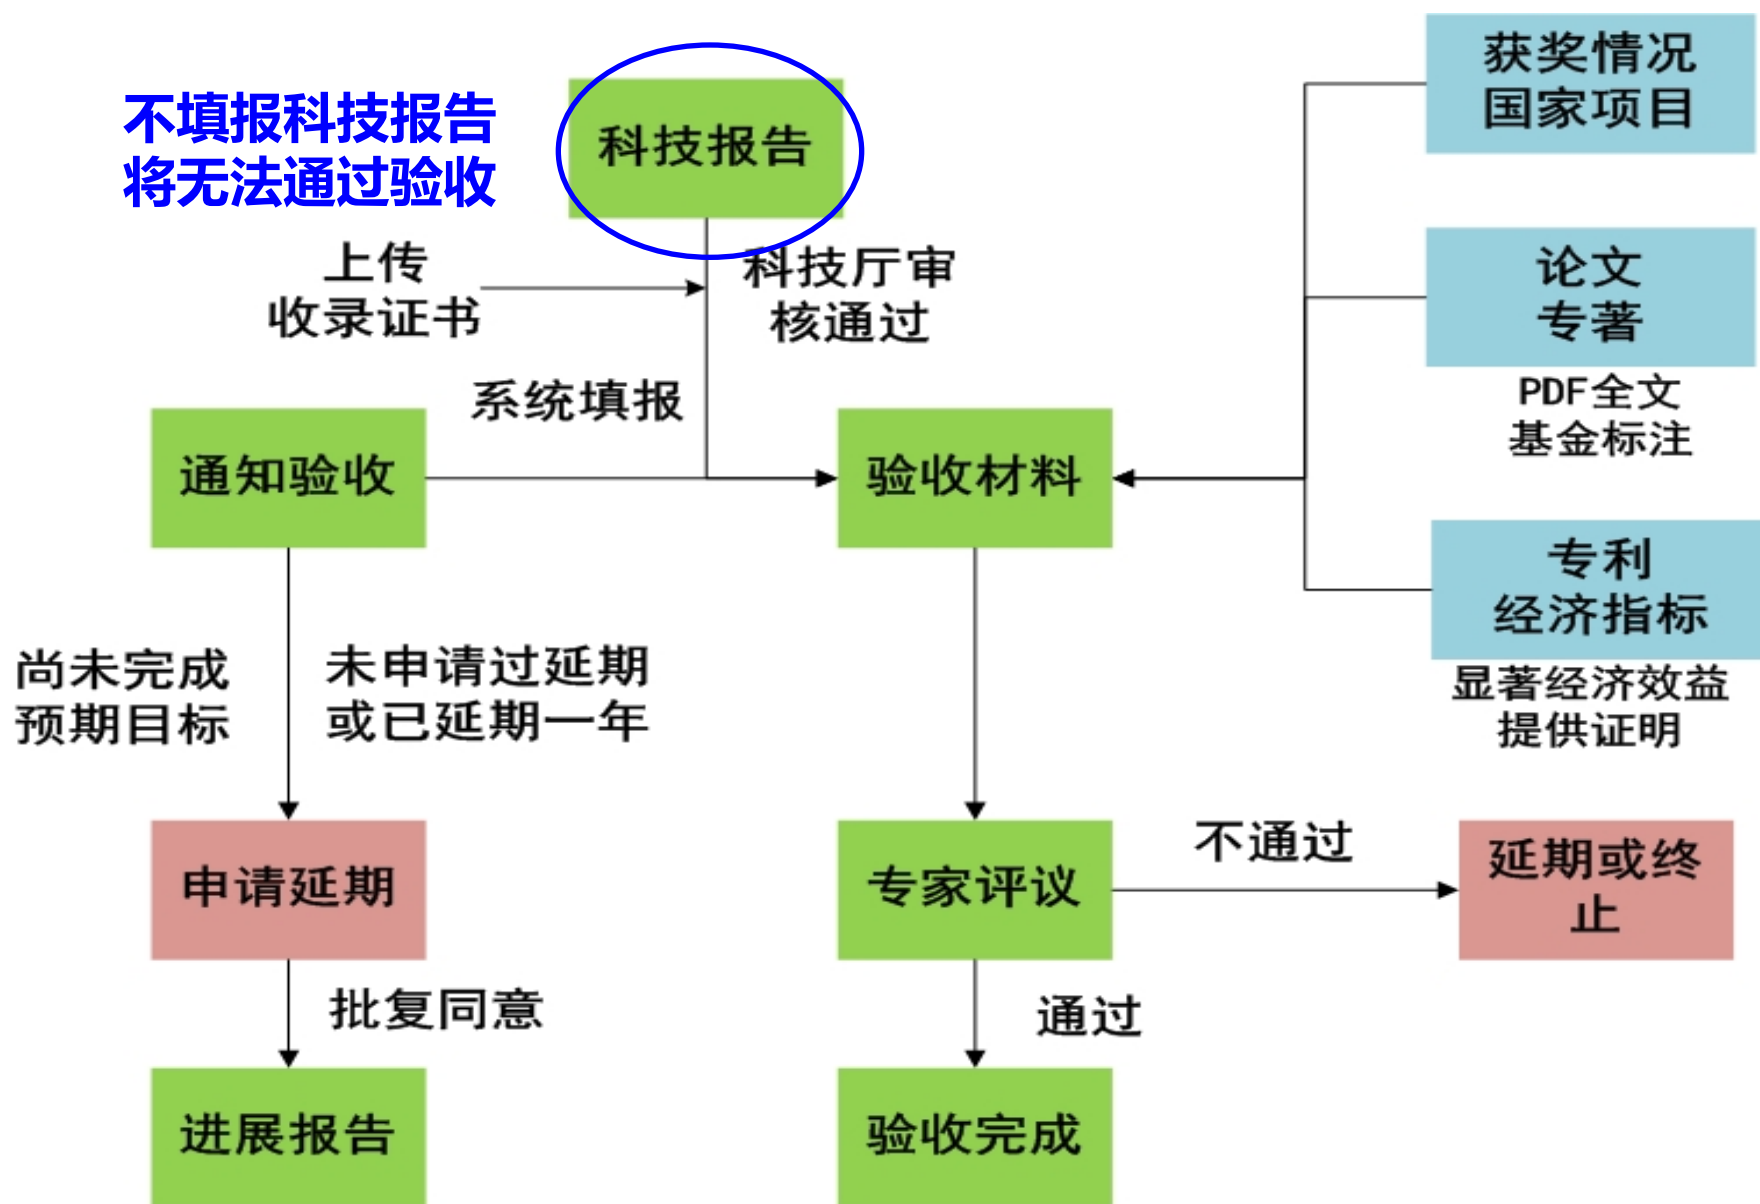 不填报科技报告
将无法通过验收
科技报告
获奖情况
国家项目
上传
收录证书
科技厅审
核通过
论文
专著
PDF全文
基金标注
系统填报
通知验收
验收材料
专利
经济指标
显著经济效益
提供证明
尚未完成
预期目标
未申请过延期
或已延期一年
申请延期
专家评议
不通过
延期或终
止
批复同意
通过
进展报告
验收完成